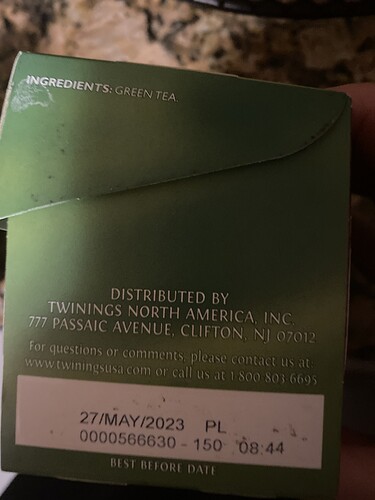 INGREDIENTS: GREEN TEA.
DISTRIBUTED BY
TWININGS NORTH AMERICA, INC.
777 PASSAIC AVENUE, CLIFTON, NJ 07012
For questions or comments, please contact us at:
www.twiningsusa.com or call us at 1 800 803 6695
27/MAY/2023 PL
0000566630 - 150 08:44
BEST BEFORE DATE